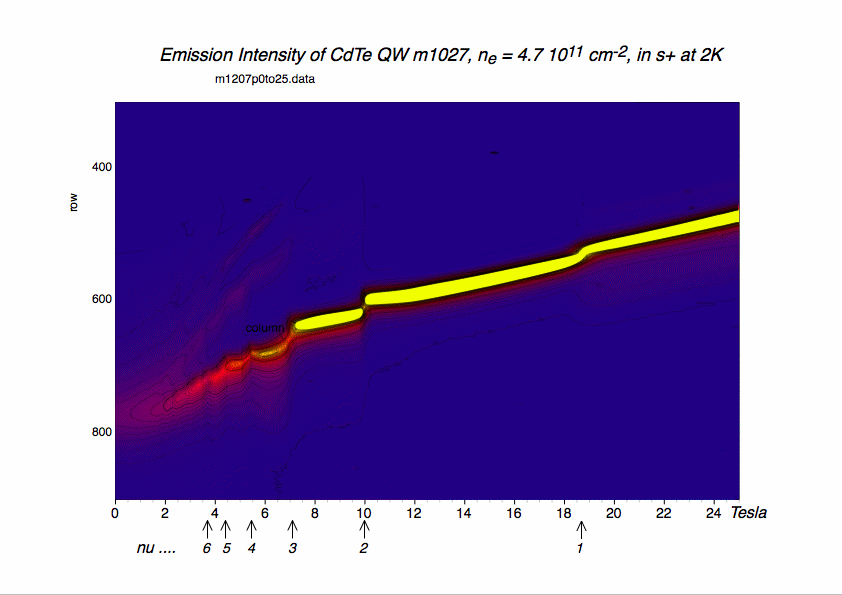 Emission Intensity of CdTe QW m1027, ne = 4.7 10¹¹ cm-2, in s+ at 2K
m1207p0to25.data
400
row
600
column
800
0 2 4 6 8 10 12 14 16 18 20 22 24 Tesla
nu .... 6 5 4 3 2 1